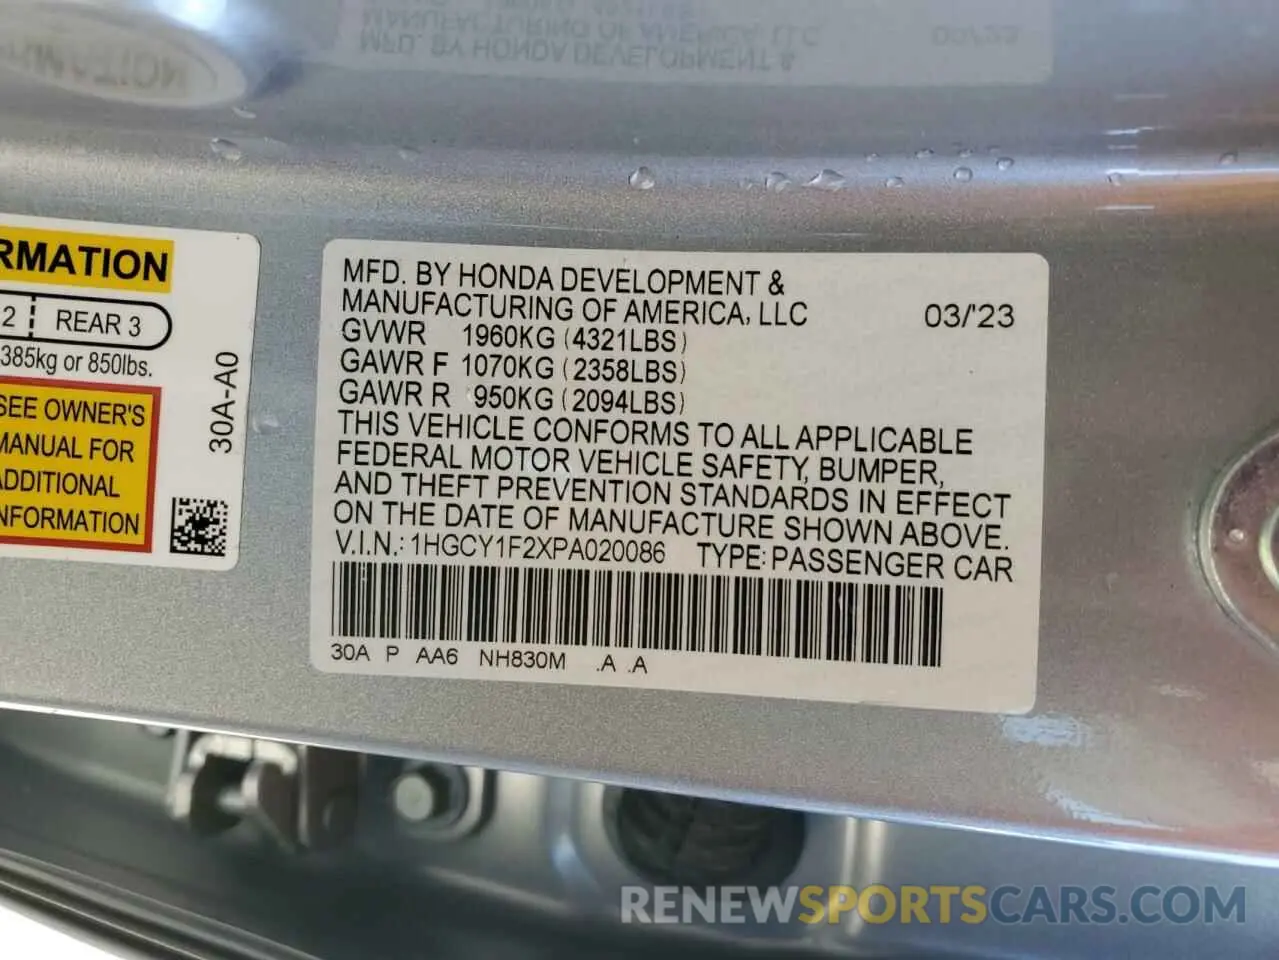 MFD. BY HONDA DEVELOPMENT &
MANUFACTURING OF AMERICA, LLC 03/'23
GVWR 1960KG (4321LBS)
GAWR F 1070KG (2358LBS)
GAWR R 950KG (2094LBS)
THIS VEHICLE CONFORMS TO ALL APPLICABLE
FEDERAL MOTOR VEHICLE SAFETY, BUMPER,
AND THEFT PREVENTION STANDARDS IN EFFECT
ON THE DATE OF MANUFACTURE SHOWN ABOVE.
V.I.N.: 1HGCY1F2XPA020086 TYPE: PASSENGER CAR
30A P AA6 NH830M .A .A
RMATION
2 REAR 3
385kg or 850lbs.
SEE OWNER'S
MANUAL FOR
ADDITIONAL
INFORMATION
30A-A0
RENEWSPORTSCARS.COM